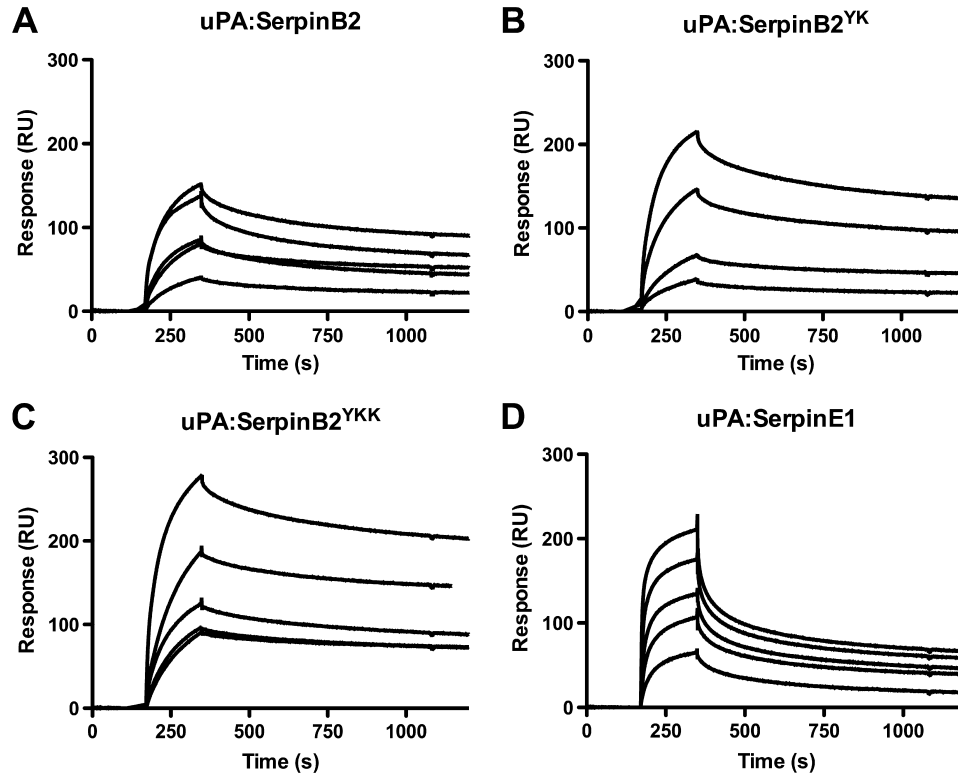 A
uPA:SerpinB2
300
200
100
0
Response (RU)
0 250 500 750 1000
Time (s)
B
uPA:SerpinB2YK
300
200
100
0
Response (RU)
0 250 500 750 1000
Time (s)
C
uPA:SerpinB2YKK
300
200
100
0
Response (RU)
0 250 500 750 1000
Time (s)
D
uPA:SerpinE1
300
200
100
0
Response (RU)
0 250 500 750 1000
Time (s)